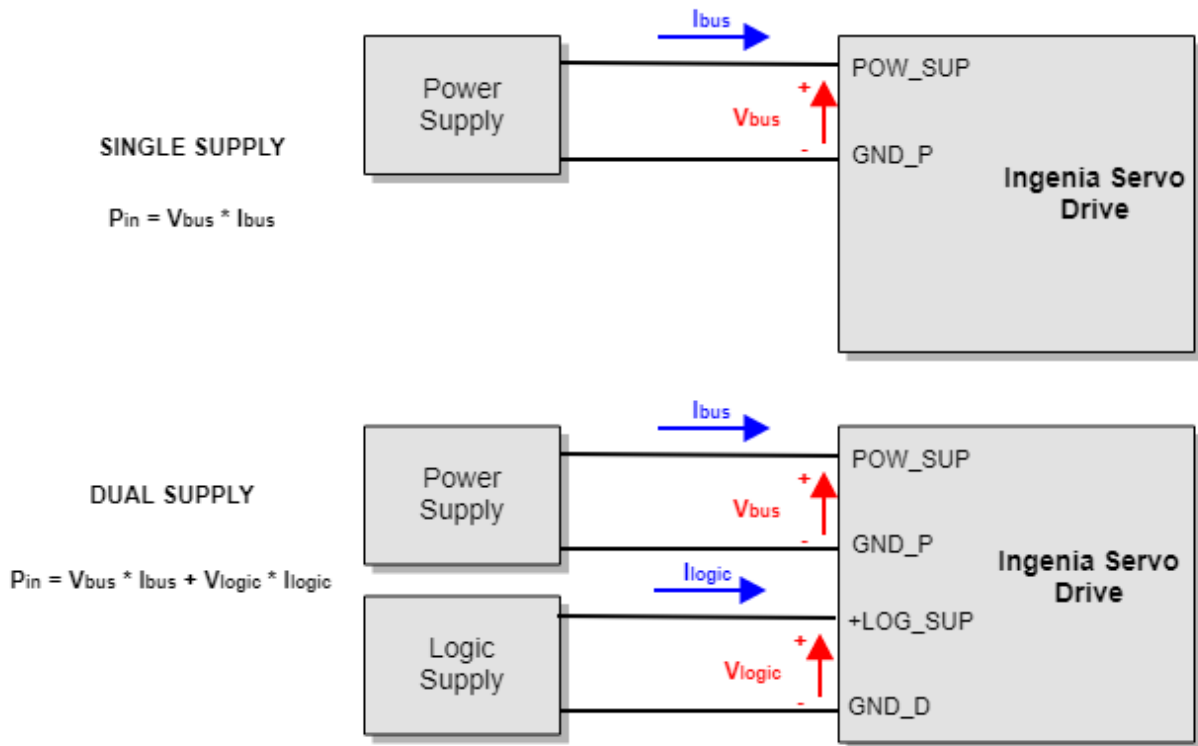 Ibus
Power
Supply
POW_SUP
+
Vbus
-
GND_P
SINGLE SUPPLY
Pin = Vbus * Ibus
Ingenia Servo
Drive
Ibus
Power
Supply
POW_SUP
+
Vbus
-
GND_P
DUAL SUPPLY
Pin = Vbus * Ibus + Vlogic * Ilogic
Ingenia Servo
Drive
Ilogic
Logic
Supply
+LOG_SUP
+
Vlogic
-
GND_D